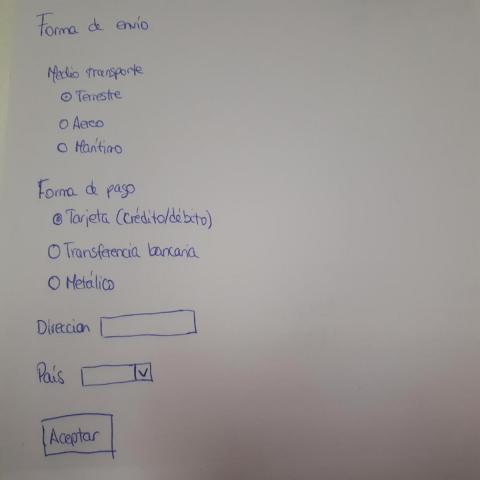 Forma de envío
Medio transporte
Terrestre
Aereo
Marítimo
Forma de pago
Tarjeta (Crédito/débito)
Transferencia bancaria
Metálico
Direccion
País
Aceptar